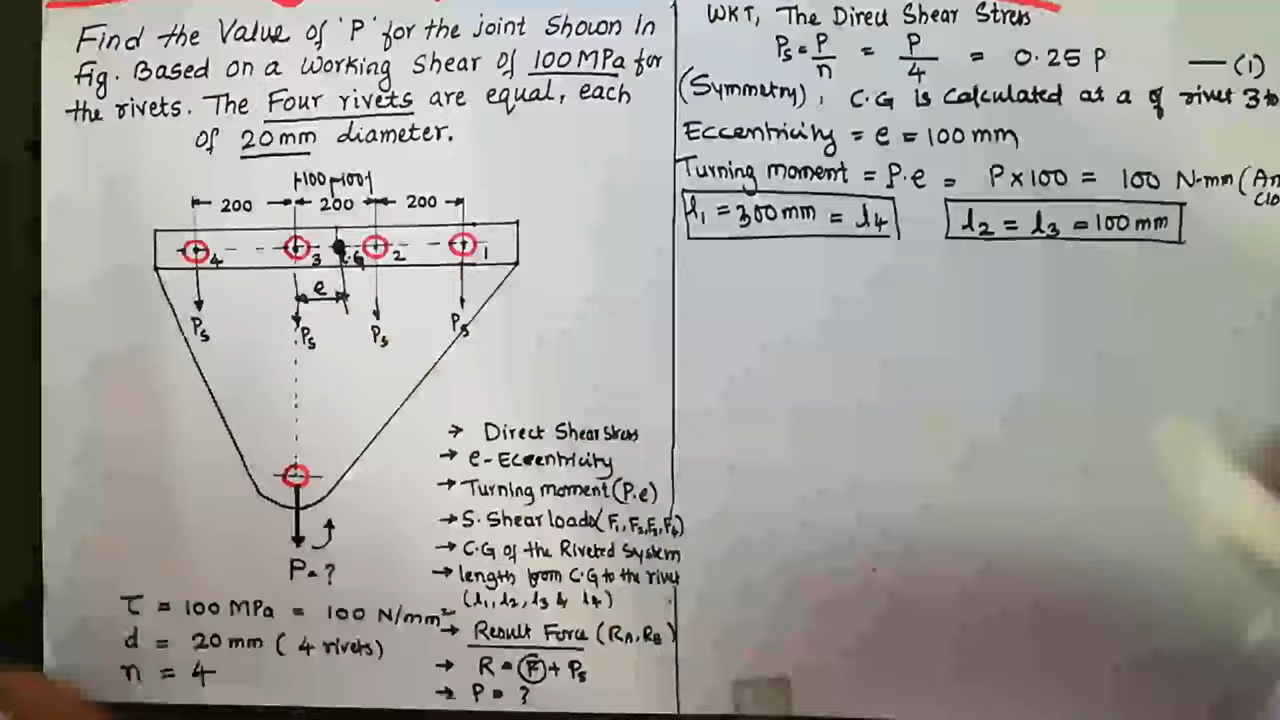 Find the Value of 'P' for the joint Shown In
Fig. Based on a Working Shear of 100 MPa for
the rivets. The Four rivets are equal, each
of 20 mm diameter.
100 100
200 200 200
4 3 C.G 2 1
e
Ps Ps Ps Ps
P = ?
τ = 100 MPa = 100 N/mm²
d = 20 mm ( 4 rivets)
n = 4
→ Direct Shear Stress
→ e - Eccentricity
→ Turning moment (P.e)
→ S. Shear loads (F1, F2, F3, F4)
→ C.G of the Riveted System
→ length from C.G to the rivet
(l1, l2, l3 & l4)
→ Result Force (RA, RB)
→ R = F + Ps
→ P = ?
WKT, The Direct Shear Stress
Ps = P/n = P/4 = 0.25 P — (1)
(Symmetry), C.G is Calculated at a of rivet 3 to
Eccentricity = e = 100 mm
Turning moment = P.e = P x 100 = 100 N-mm (An
Clo
l1 = 300 mm = l4 l2 = l3 = 100 mm